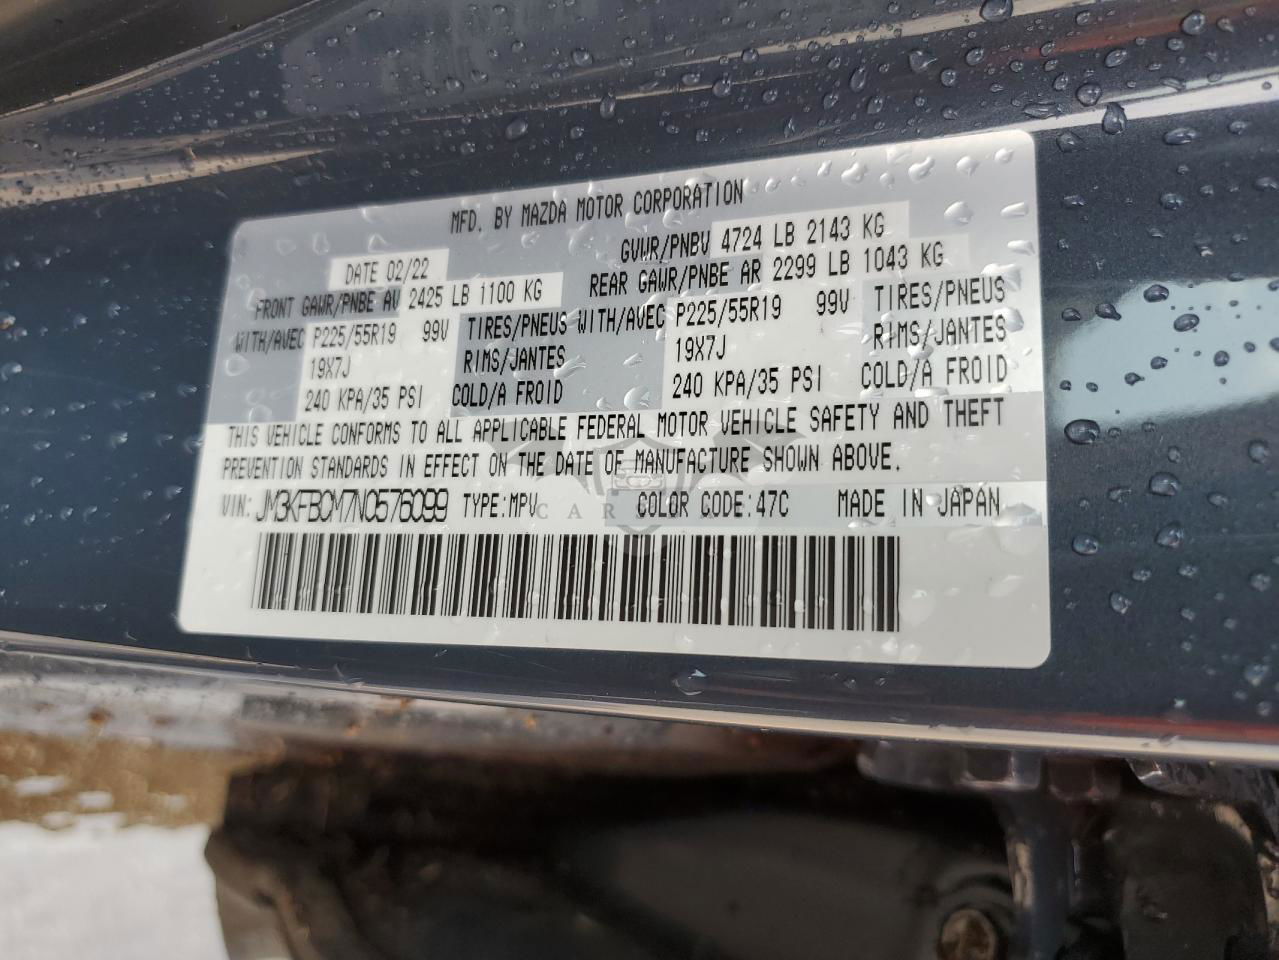 MFD. BY MAZDA MOTOR CORPORATION
DATE 02/22 GVWR/PNBV 4724 LB 2143 KG
FRONT GAWR/PNBE AV 2425 LB 1100 KG REAR GAWR/PNBE AR 2299 LB 1043 KG
WITH/AVEC P225/55R19 99V TIRES/PNEUS WITH/AVEC P225/55R19 99V TIRES/PNEUS
19X7J RIMS/JANTES 19X7J RIMS/JANTES
240 KPA/35 PSI COLD/A FROID 240 KPA/35 PSI COLD/A FROID
THIS VEHICLE CONFORMS TO ALL APPLICABLE FEDERAL MOTOR VEHICLE SAFETY AND THEFT
PREVENTION STANDARDS IN EFFECT ON THE DATE OF MANUFACTURE SHOWN ABOVE.
VIN: JM3KFBCM7N0576099 TYPE:MPV COLOR CODE:47C MADE IN JAPAN